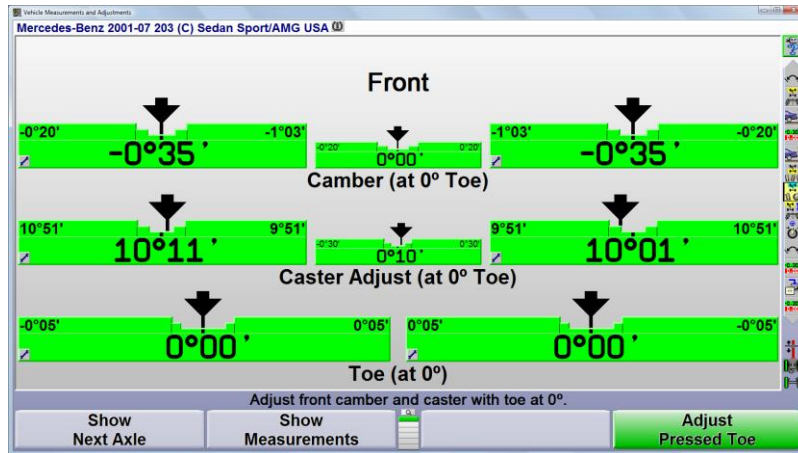 Vehicle Measurements and Adjustments
Mercedes-Benz 2001-07 203 (C) Sedan Sport/AMG USA
Front
-0°20' -1°03' -1°03' -0°20'
-0°35' -0°20' 0°00' 0°20' -0°35'
Camber (at 0º Toe)
10°51' 9°51' 9°51' 10°51'
10°11' -0°30' 0°10' 0°30' 10°01'
Caster Adjust (at 0º Toe)
-0°05' 0°05' 0°05' -0°05'
0°00' 0°00'
Toe (at 0º)
Adjust front camber and caster with toe at 0º.
Show Show Adjust
Next Axle Measurements Pressed Toe